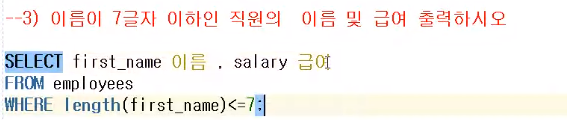 --3) 이름이 7글자 이하인 직원의  이름 및 급여 출력하시오
SELECT first_name 이름 , salary 급여
FROM employees
WHERE length(first_name)<=7;